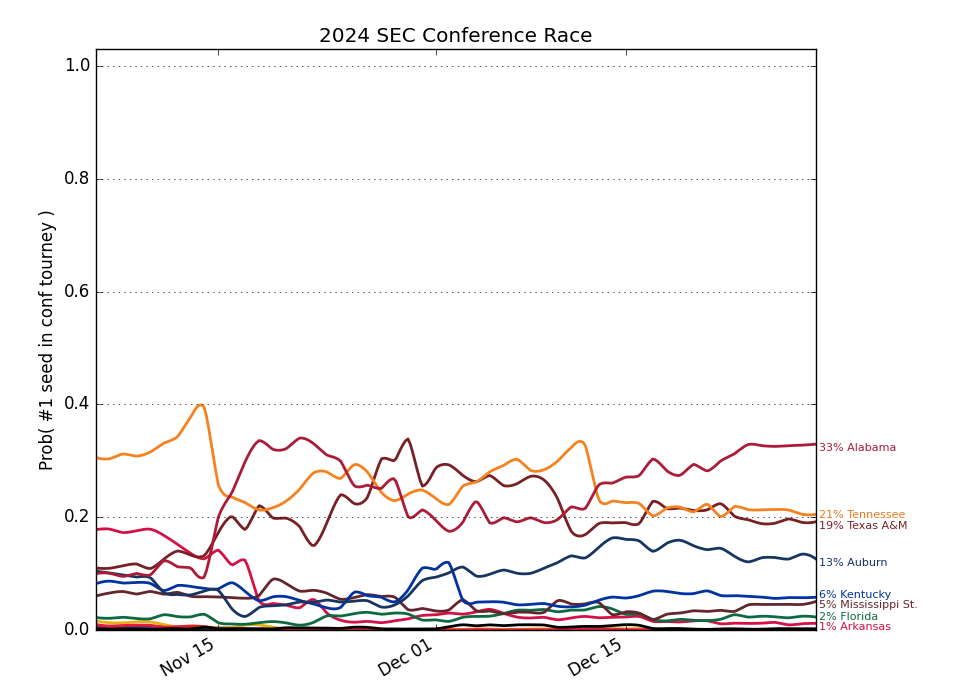 2024 SEC Conference Race
Prob( #1 seed in conf tourney )
1.0
0.8
0.6
0.4
0.2
0.0
Nov 15
Dec 01
Dec 15
33% Alabama
21% Tennessee
19% Texas A&M
13% Auburn
6% Kentucky
5% Mississippi St.
2% Florida
1% Arkansas